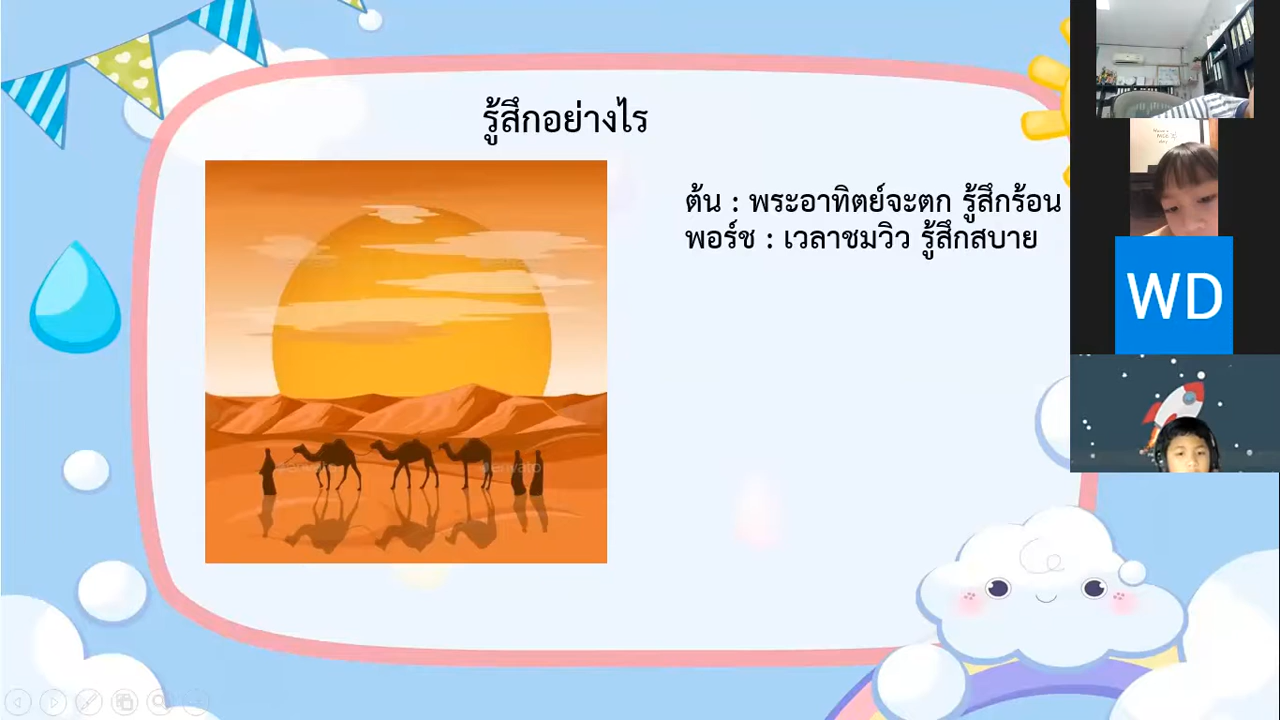 รู้สึกอย่างไร
ต้น : พระอาทิตย์จะตก รู้สึกร้อน
พอร์ช : เวลาชมวิว รู้สึกสบาย
WD
envato
envato